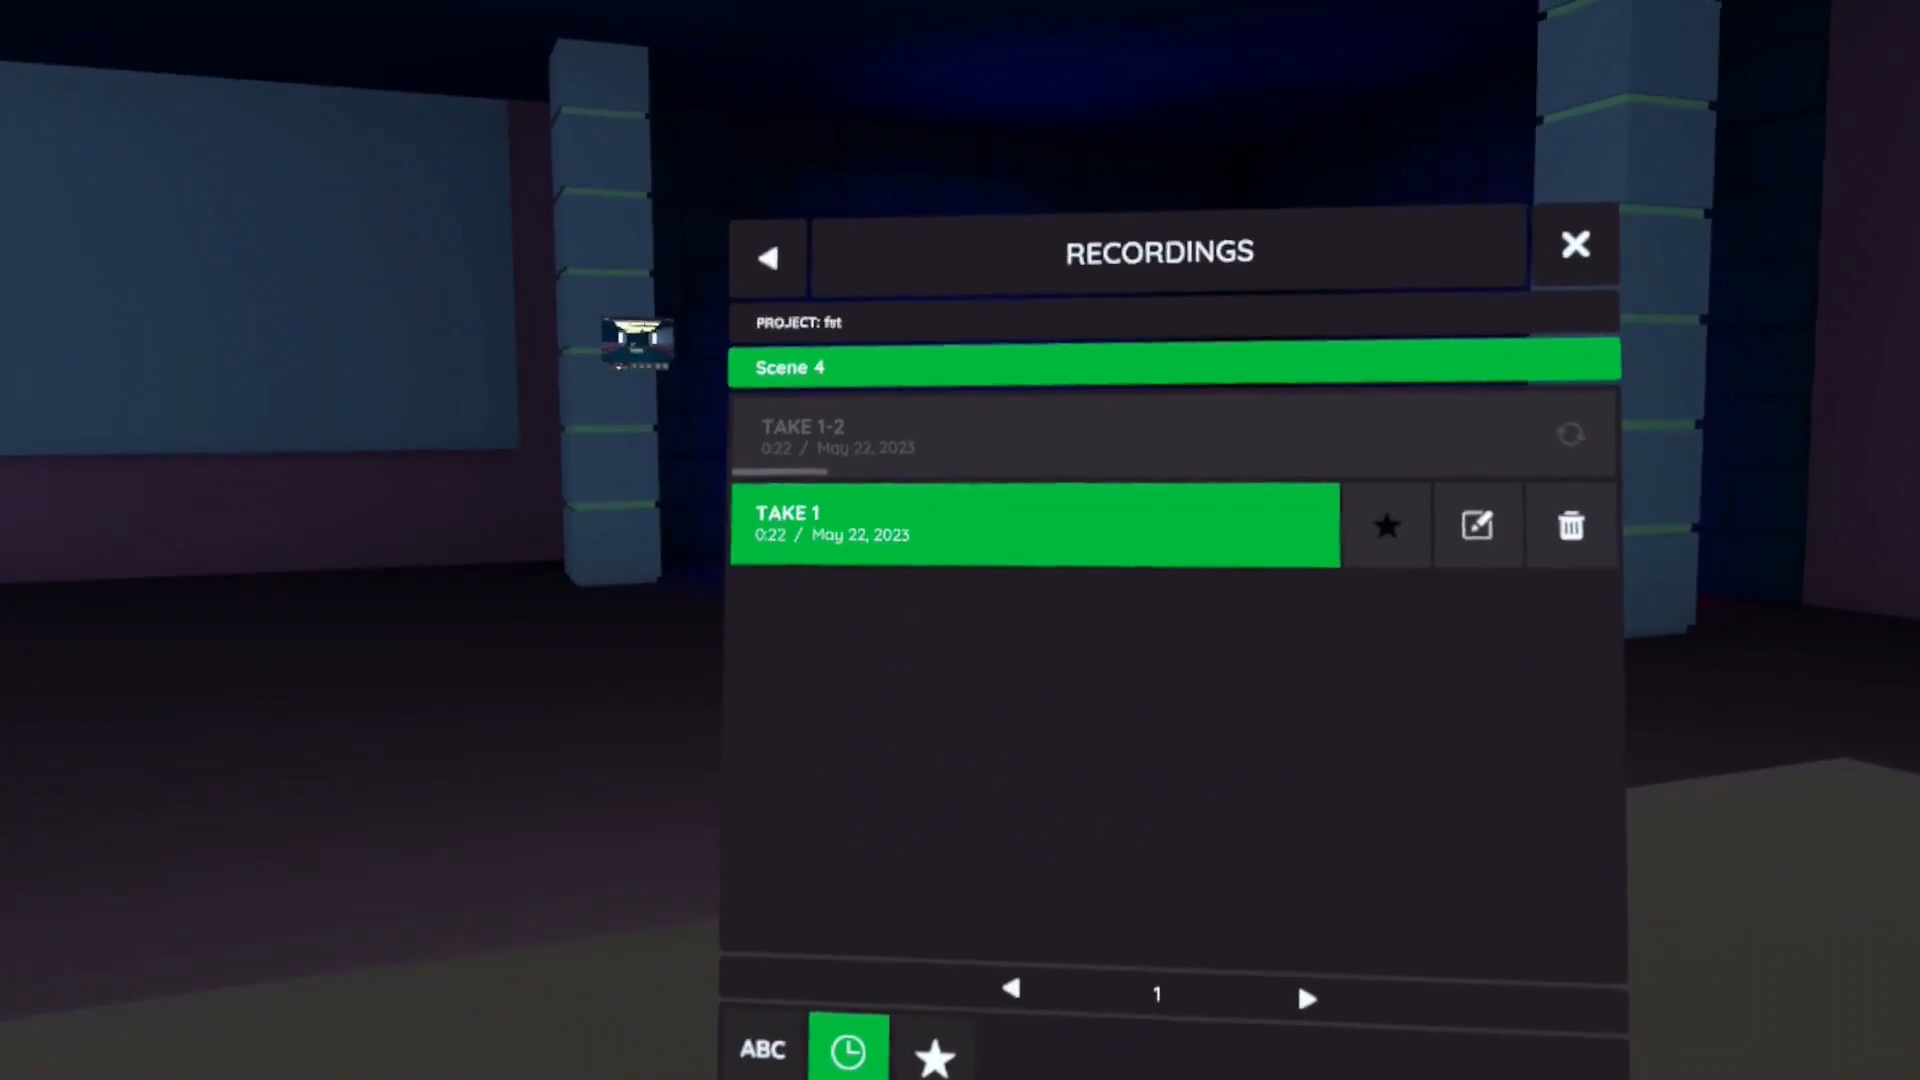 RECORDINGS
PROJECT: fst
Scene 4
TAKE 1-2
0:22 / May 22, 2023
TAKE 1
0:22 / May 22, 2023
1
ABC